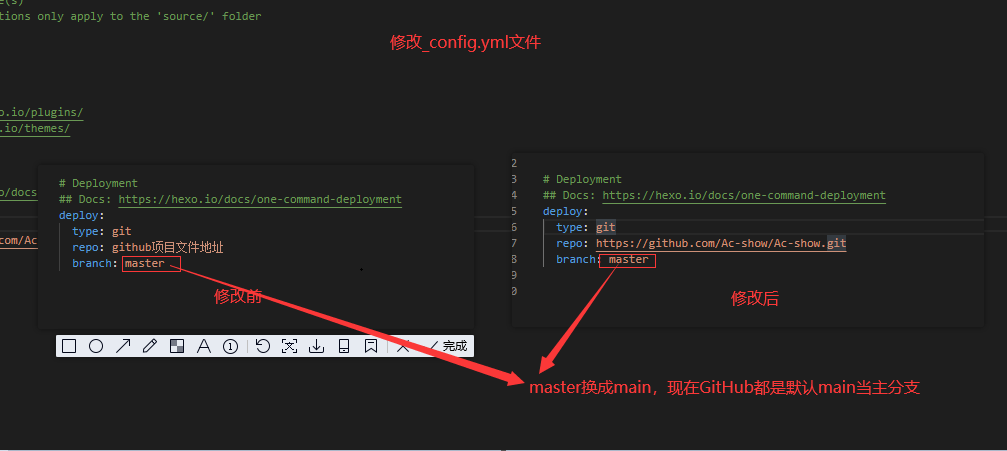 e(s)
tions only apply to the 'source/' folder
修改_config.yml文件
o.io/plugins/
.io/themes/
o/docs
com/Ac
# Deployment
## Docs: https://hexo.io/docs/one-command-deployment
deploy:
type: git
repo: github项目文件地址
branch: master
修改前
完成
2
3 # Deployment
4 ## Docs: https://hexo.io/docs/one-command-deployment
5 deploy:
6 type: git
7 repo: https://github.com/Ac-show/Ac-show.git
8 branch: master
9
0
修改后
master换成main，现在GitHub都是默认main当主分支